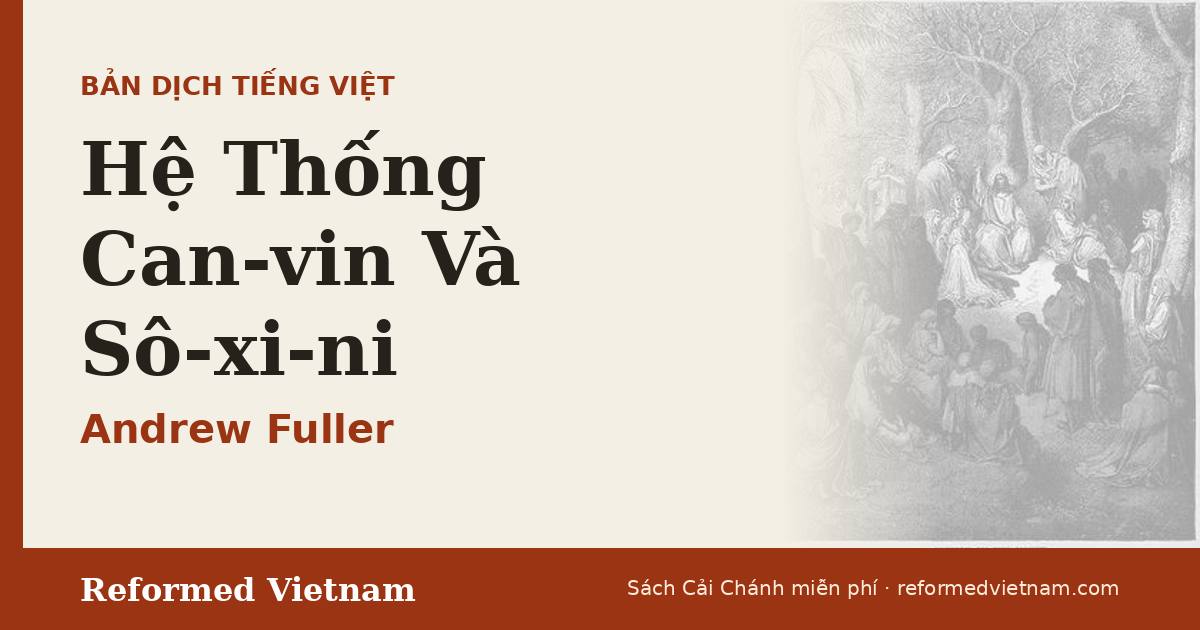 BẢN DỊCH TIẾNG VIỆT
Hệ Thống
Can-vin Và
Sô-xi-ni
Andrew Fuller
Reformed Vietnam
Sách Cải Chánh miễn phí · reformedvietnam.com